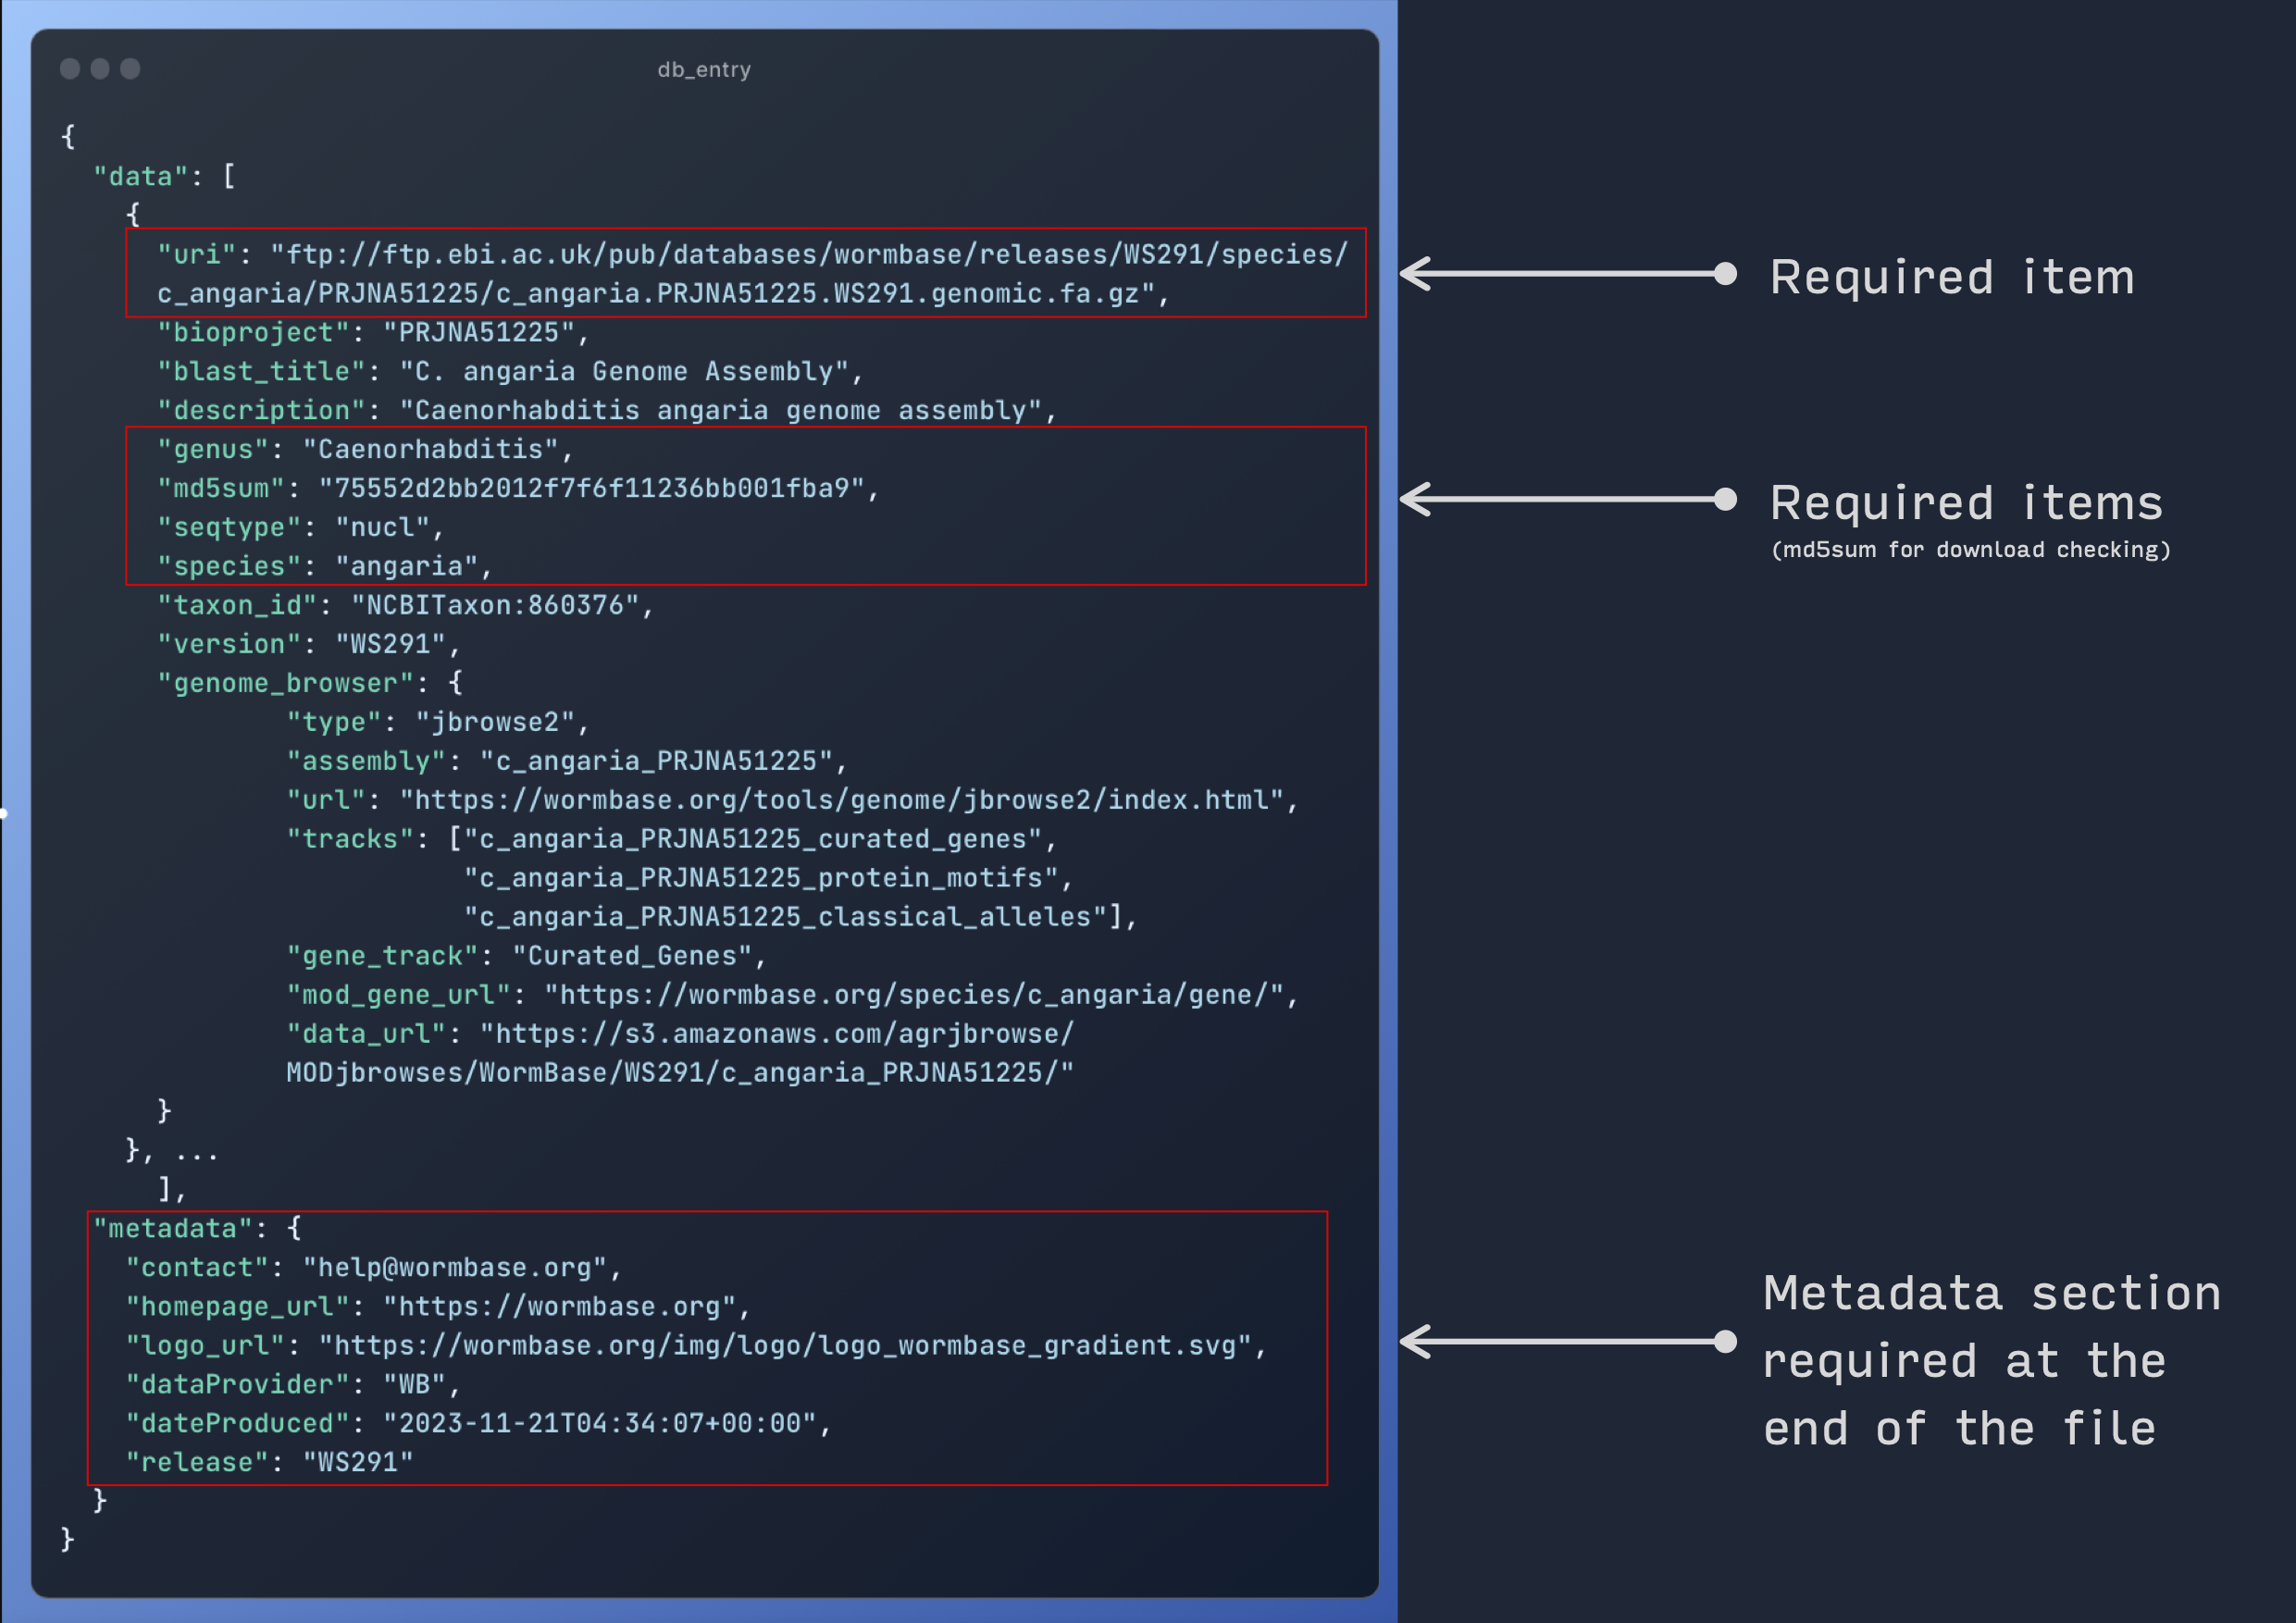 db_entry
{
"data": [
{
"uri": "ftp://ftp.ebi.ac.uk/pub/databases/wormbase/releases/WS291/species/
c_angaria/PRJNA51225/c_angaria.PRJNA51225.WS291.genomic.fa.gz",
"bioproject": "PRJNA51225",
"blast_title": "C. angaria Genome Assembly",
"description": "Caenorhabditis angaria genome assembly",
"genus": "Caenorhabditis",
"md5sum": "75552d2bb2012f7f6f11236bb001fba9",
"seqtype": "nucl",
"species": "angaria",
"taxon_id": "NCBITaxon:860376",
"version": "WS291",
"genome_browser": {
"type": "jbrowse2",
"assembly": "c_angaria_PRJNA51225",
"url": "https://wormbase.org/tools/genome/jbrowse2/index.html",
"tracks": ["c_angaria_PRJNA51225_curated_genes",
"c_angaria_PRJNA51225_protein_motifs",
"c_angaria_PRJNA51225_classical_alleles"],
"gene_track": "Curated_Genes",
"mod_gene_url": "https://wormbase.org/species/c_angaria/gene/",
"data_url": "https://s3.amazonaws.com/agrjbrowse/
MODjbrowses/WormBase/WS291/c_angaria_PRJNA51225/"
}
}, ...
],
"metadata": {
"contact": "help@wormbase.org",
"homepage_url": "https://wormbase.org",
"logo_url": "https://wormbase.org/img/logo/logo_wormbase_gradient.svg",
"dataProvider": "WB",
"dateProduced": "2023-11-21T04:34:07+00:00",
"release": "WS291"
}
}
Required item
Required items
(md5sum for download checking)
Metadata section
required at the
end of the file